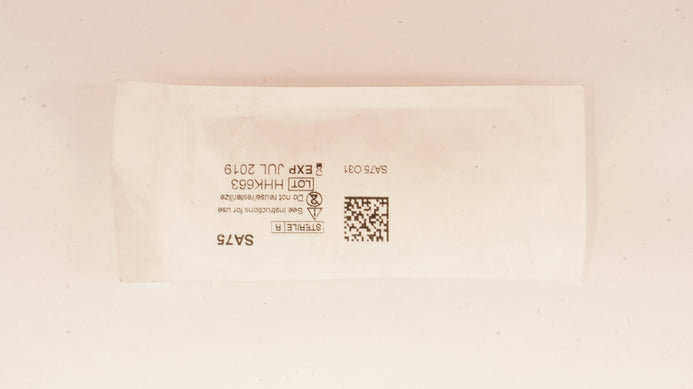 SA75
STERILE R
See instructions for use
Do not reuse/resterilize
LOT HHK663
EXP JUL 2019
SA75 O31